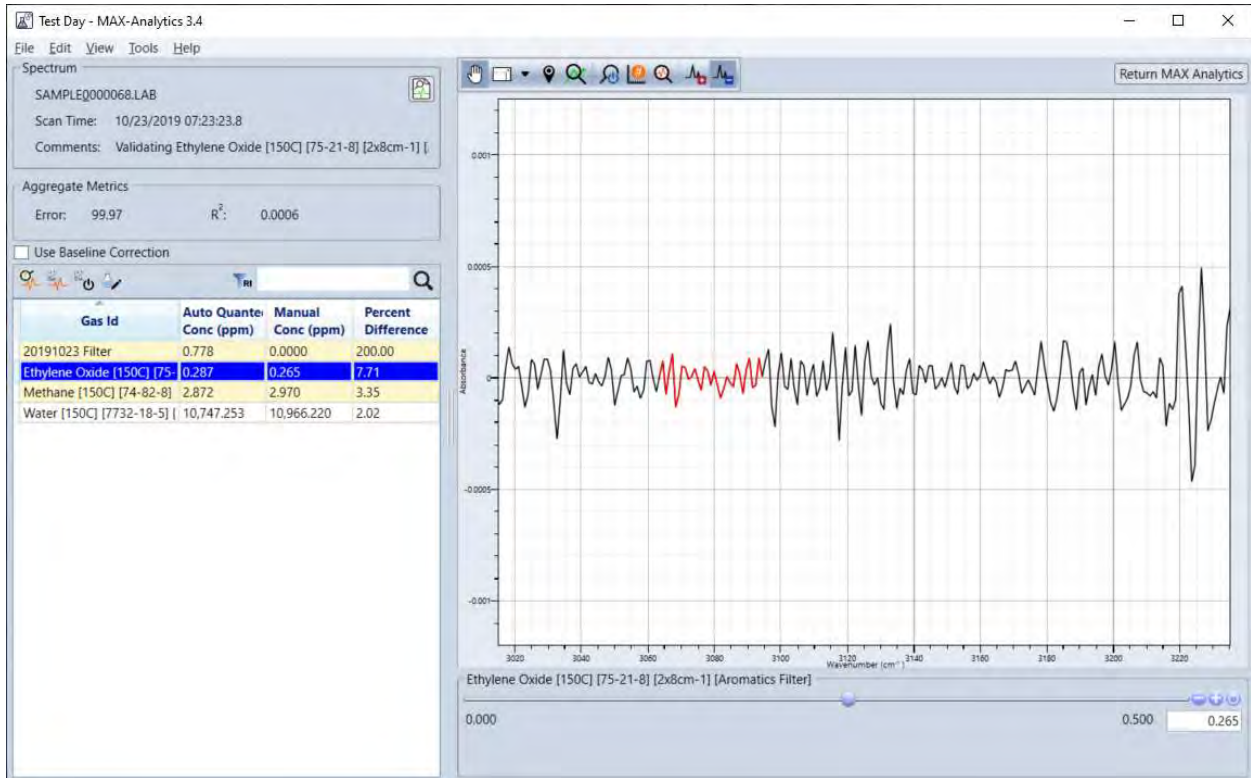 Test Day - MAX-Analytics 3.4
File Edit View Tools Help
Spectrum
SAMPLE0000068.LAB
Scan Time: 10/23/2019 07:23:23.8
Comments: Validating Ethylene Oxide [150C] [75-21-8] [2x8cm-1] [
Aggregate Metrics
Error: 99.97 R2: 0.0006
Use Baseline Correction
RI
Gas Id Auto Quante Conc (ppm) Manual Conc (ppm) Percent Difference
20191023 Filter 0.778 0.0000 200.00
Ethylene Oxide [150C] [75- 0.287 0.265 7.71
Methane [150C] [74-82-8] 2.872 2.970 3.35
Water [150C] [7732-18-5] ( 10,747.253 10,966.220 2.02
Return MAX Analytics
0.001
0.0005
0
-0.0005
-0.001
Absorbance
3020 3040 3060 3080 3100 3120 3140 3160 3180 3200 3220
Wavenumber (cm-1)
Ethylene Oxide [150C] [75-21-8] [2x8cm-1] [Aromatics Filter]
0.000 0.500 0.265